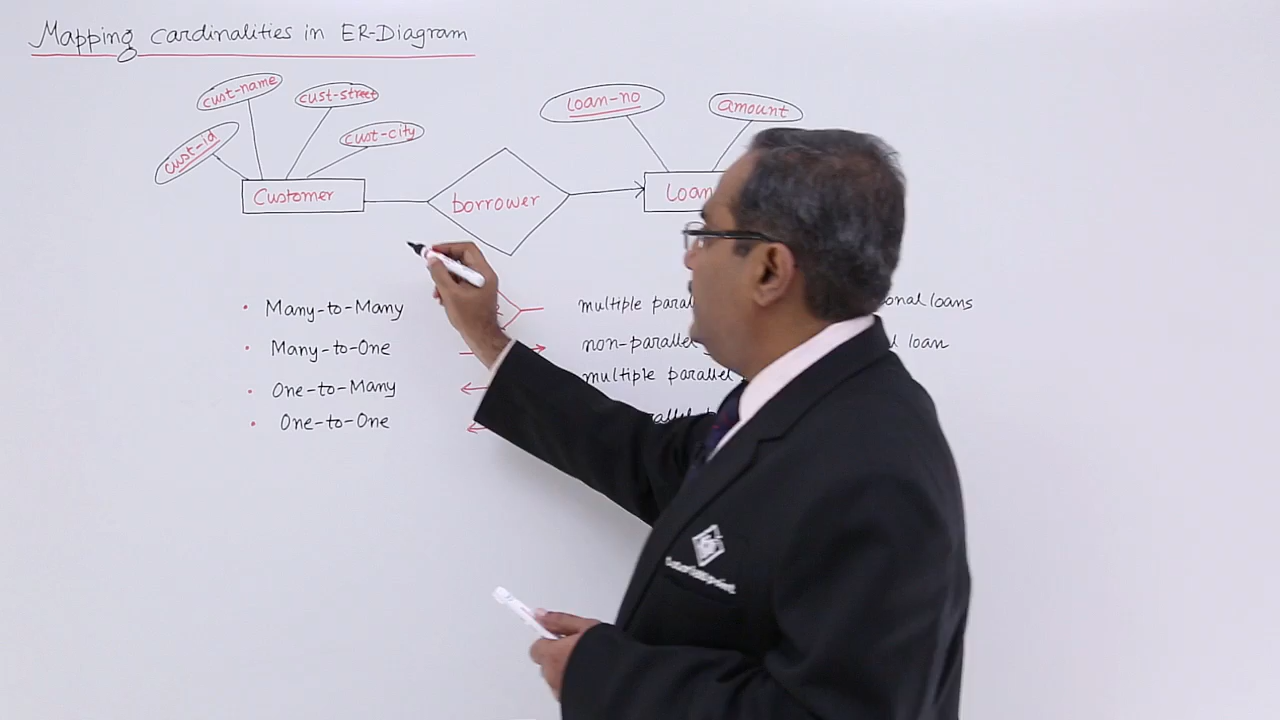 Mapping cardinalities in ER-Diagram
cust-name
cust-street
loan-no
amount
cust-id
cust-city
Customer
borrower
Loan
• Many-to-Many
multiple
loans
• Many-to-One
non-parallel
loan
• One-to-Many
multiple parallel
• One-to-One